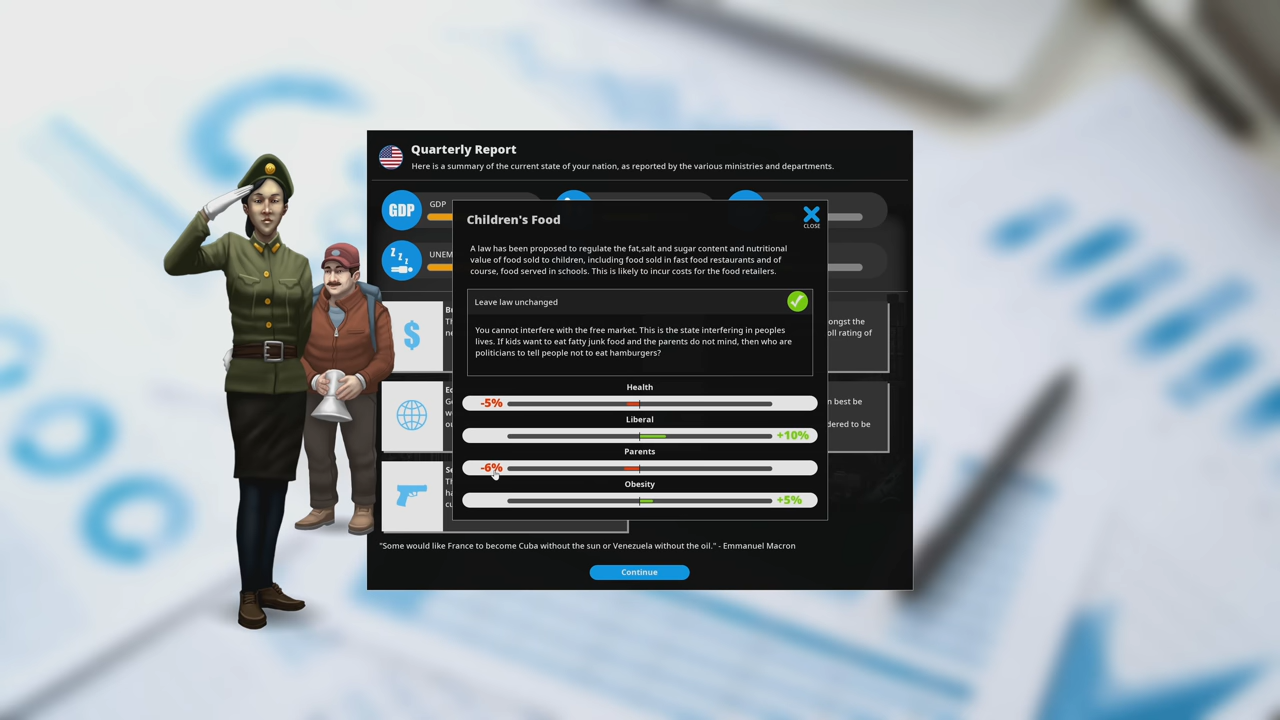 Quarterly Report
Here is a summary of the current state of your nation, as reported by the various ministries and departments.
GDP
GDP
Z Z Z
UNEM
Children's Food
CLOSE
A law has been proposed to regulate the fat,salt and sugar content and nutritional
value of food sold to children, including food sold in fast food restaurants and of
course, food served in schools. This is likely to incur costs for the food retailers.
Leave law unchanged
You cannot interfere with the free market. This is the state interfering in peoples
lives. If kids want to eat fatty junk food and the parents do not mind, then who are
politicians to tell people not to eat hamburgers?
Health
-5%
Liberal
+10%
Parents
-6%
Obesity
+5%
$
ongst the
oll rating of
n best be
dered to be
"Some would like France to become Cuba without the sun or Venezuela without the oil." - Emmanuel Macron
Continue